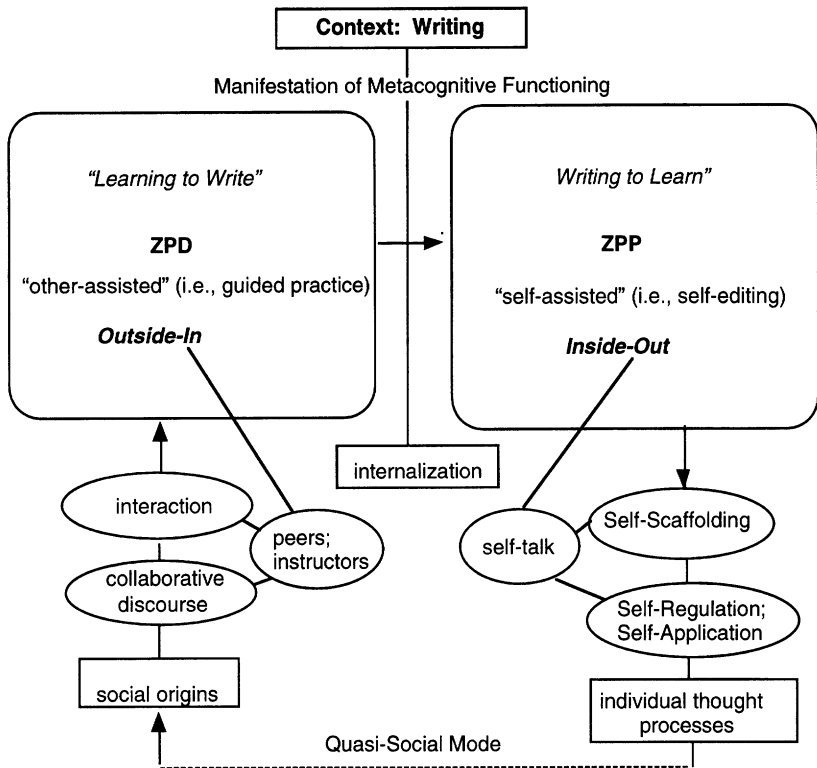 Context: Writing
Manifestation of Metacognitive Functioning
“Learning to Write”
ZPD
“other-assisted” (i.e., guided practice)
Outside-In
Writing to Learn”
ZPP
“self-assisted” (i.e., self-editing)
Inside-Out
internalization
interaction
peers;
instructors
collaborative
discourse
social origins
self-talk
Self-Scaffolding
Self-Regulation;
Self-Application
individual thought
processes
Quasi-Social Mode